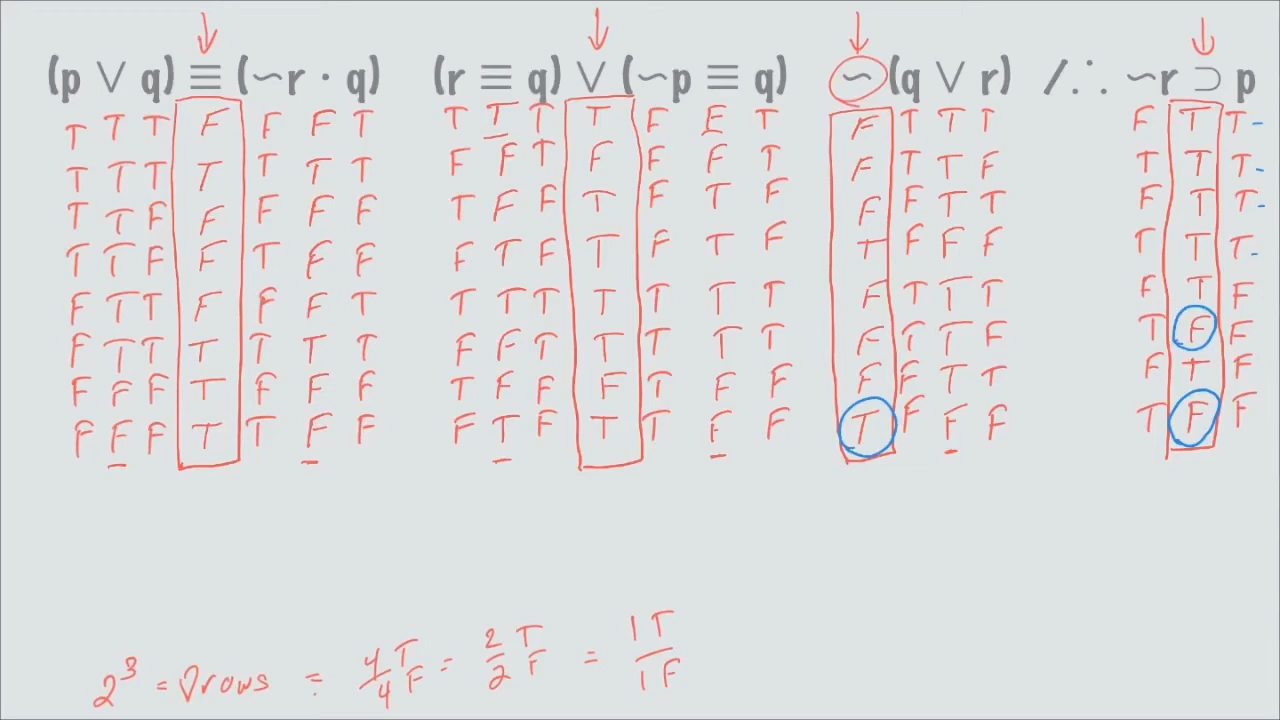 (p ∨ q) ≡ (∼r · q) (r ≡ q) ∨ (∼p ≡ q) ∼ (q ∨ r) /∴ ∼r ⊃ p
T T T F F F T T T T T F F T F T T T F T T
T T T T T T T F F T F F F T F T T F T T T
T T F F F F F T F F T F T F F F T T F T T
T T F F T F F F T F T F T F T F F F T T T
F T T F F F T T T T T T T T F T T T F T F
F T T T T T T F F T T T T T F T T F T F F
F F F T F F F T F F F T F F F F T T F T F
F F F T T F F F T F T T F F T F F F T F F
2³ = 8 rows = 4T/4F = 2T/2F = 1T/1F